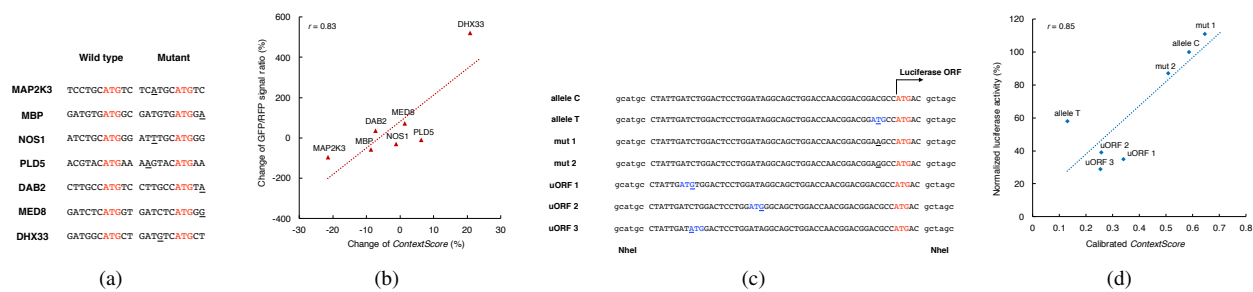 Wild type Mutant
MAP2K3 TCCTGCATGTC TCATGCATGTC
MBP GATGTGATGGC GATGTGATGGA
NOS1 ATCTGCATGGG ATTTGCATGGG
PLD5 ACGTACATGAA AAGTACATGAA
DAB2 CTTGCCATGTC CTTGCCATGTA
MED8 GATCTCATGGT GATCTCATGGG
DHX33 GATGGCATGCT GATGTCATGCT
(a)
r = 0.83
Change of GFP/RFP signal ratio (%)
600
400
200
0
-200
-400
-30 -20 -10 0 10 20 30
Change of ContextScore (%)
DHX33
MED8
DAB2
NOS1
PLD5
MBP
MAP2K3
(b)
Luciferase ORF
allele C gcatgc CTATTGATCTGGACTCCTGGATAGGCAGCTGGACCAACGGACGGACGCCATGAC gctagc
allele T gcatgc CTATTGATCTGGACTCCTGGATAGGCAGCTGGACCAACGGACGGATGCCATGAC gctagc
mut 1 gcatgc CTATTGATCTGGACTCCTGGATAGGCAGCTGGACCAACGGACGGAAGCCATGAC gctagc
mut 2 gcatgc CTATTGATCTGGACTCCTGGATAGGCAGCTGGACCAACGGACGGAGGCCATGAC gctagc
uORF 1 gcatgc CTATTGATGTGGACTCCTGGATAGGCAGCTGGACCAACGGACGGACGCCATGAC gctagc
uORF 2 gcatgc CTATTGATCTGGACTCCTGGATGGGCAGCTGGACCAACGGACGGACGCCATGAC gctagc
uORF 3 gcatgc CTATTGATATGGACTCCTGGATAGGCAGCTGGACCAACGGACGGACGCCATGAC gctagc
NheI NheI
(c)
r = 0.85
Normalized luciferase activity (%)
120
100
80
60
40
20
0
0 0.1 0.2 0.3 0.4 0.5 0.6 0.7 0.8
Calibrated ContextScore
mut 1
allele C
mut 2
allele T
uORF 2
uORF 1
uORF 3
(d)